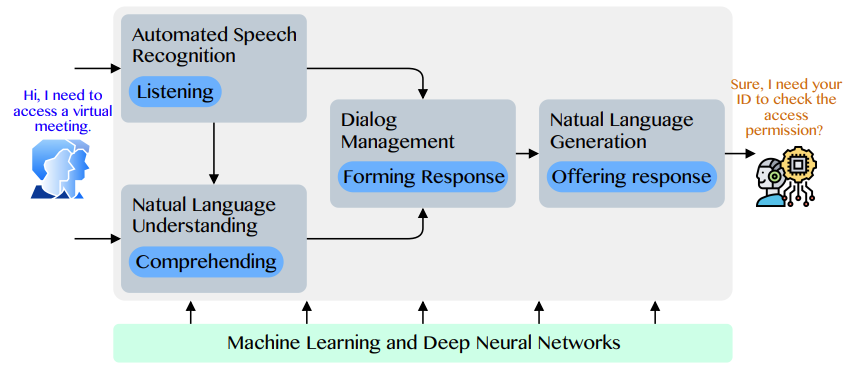 Hi, I need to
access a virtual
meeting.
Automated Speech
Recognition
Listening
Natual Language
Understanding
Comprehending
Dialog
Management
Forming Response
Natual Language
Generation
Offering response
Sure, I need your
ID to check the
access
permission?
Machine Learning and Deep Neural Networks